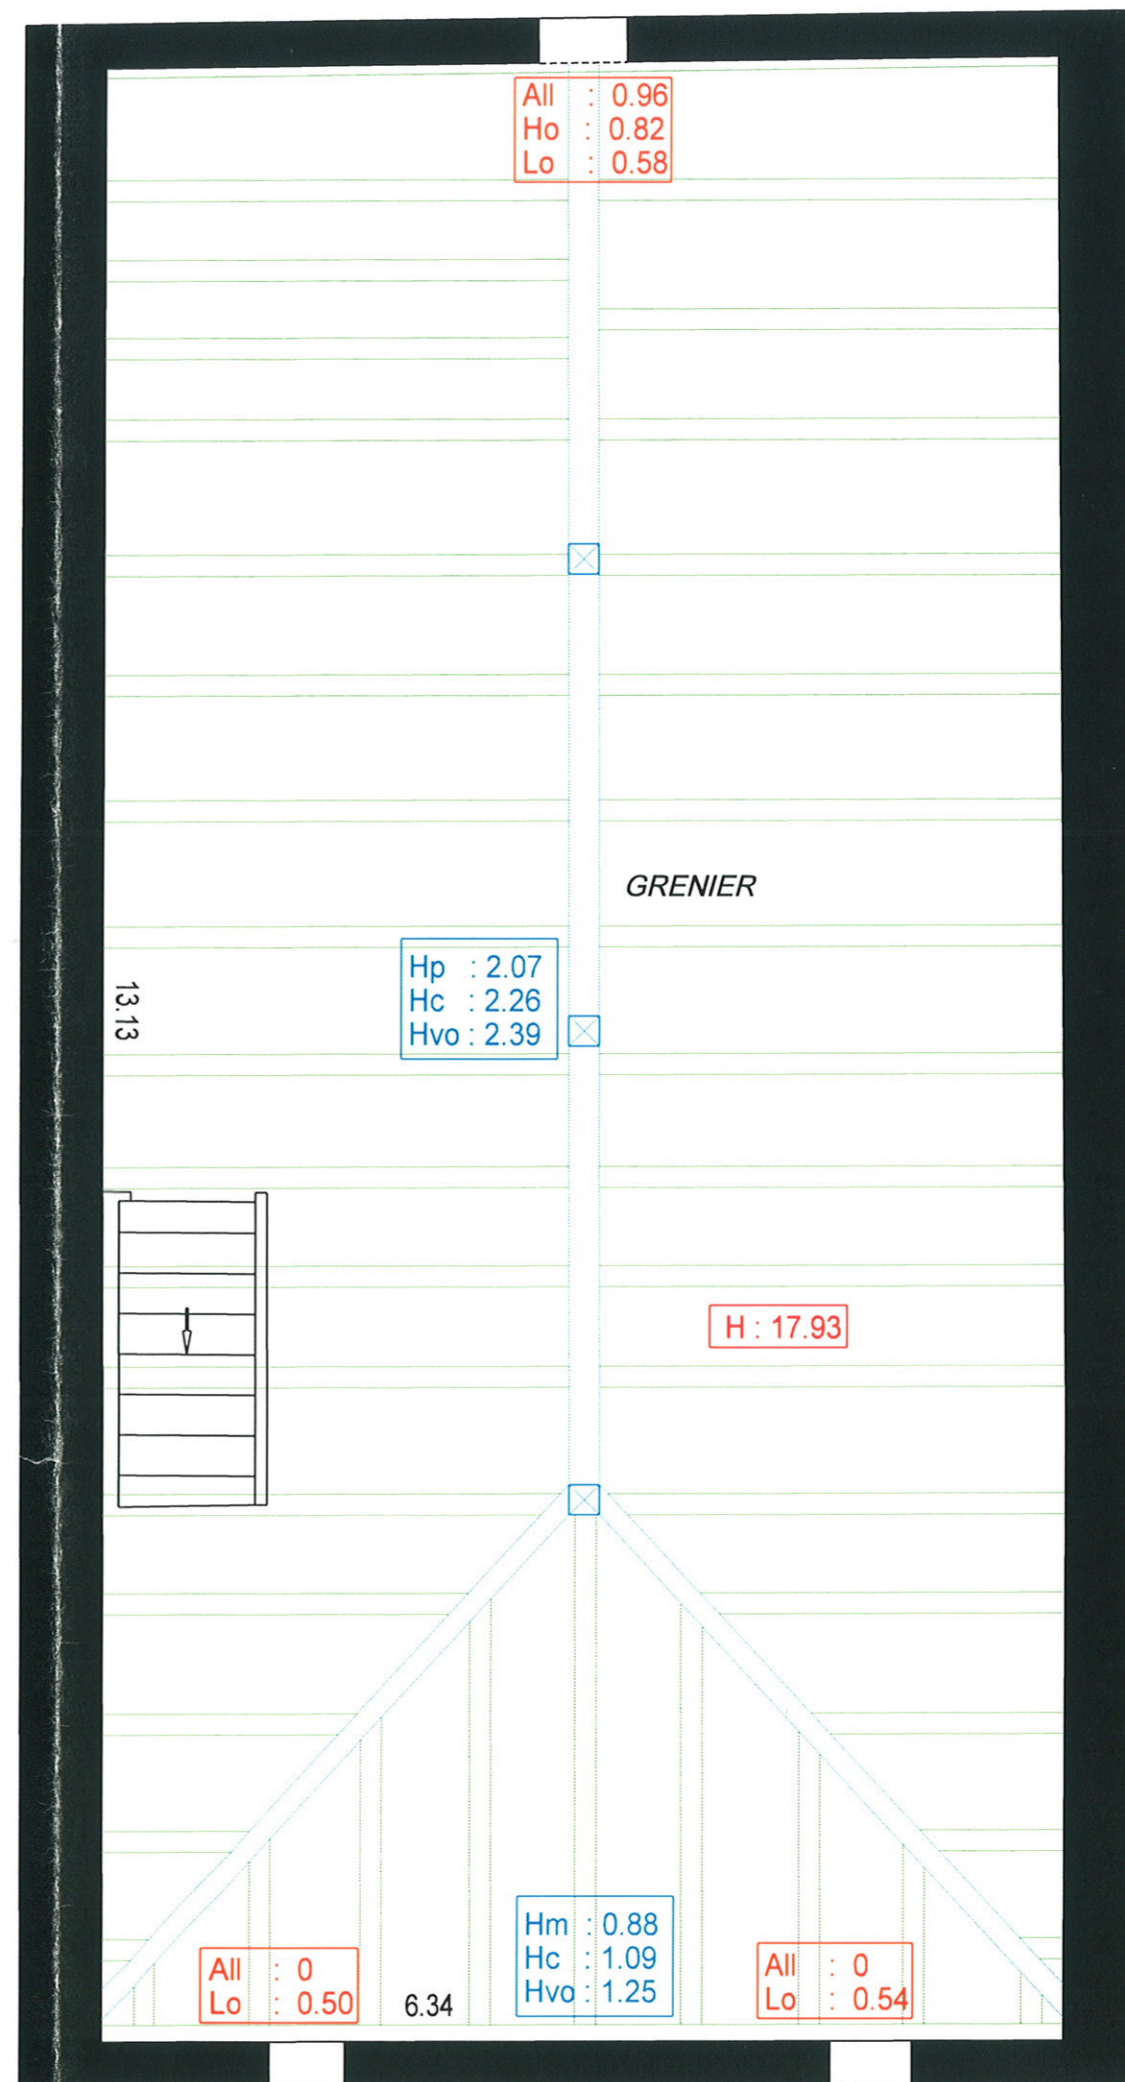 All : 0.96
Ho : 0.82
Lo : 0.58
GRENIER
Hp : 2.07
Hc : 2.26
Hvo : 2.39
13.13
H : 17.93
Hm : 0.88
Hc : 1.09
Hvo : 1.25
All : 0
Lo : 0.50
6.34
All : 0
Lo : 0.54